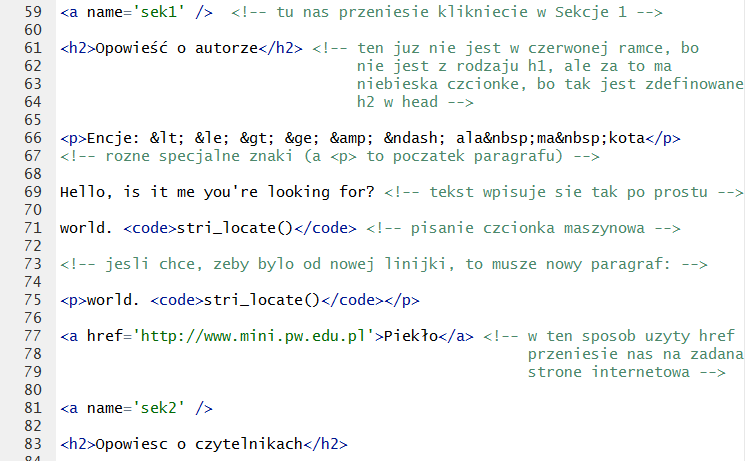 59 <a name='sek1' />  <!-- tu nas przeniesie klikniecie w Sekcje 1 -->
60
61 <h2>Opowieść o autorze</h2> <!-- ten juz nie jest w czerwonej ramce, bo
62                                  nie jest z rodzaju h1, ale za to ma
63                                  niebieska czcionke, bo tak jest zdefinowane
64                                  h2 w head -->
65
66 <p>Encje: &lt; &le; &gt; &ge; &amp; &ndash; ala&nbsp;ma&nbsp;kota</p>
67 <!-- rozne specjalne znaki (a <p> to poczatek paragrafu) -->
68
69 Hello, is it me you're looking for? <!-- tekst wpisuje sie tak po prostu -->
70
71 world. <code>stri_locate()</code> <!-- pisanie czcionka maszynowa -->
72
73 <!-- jesli chce, zeby bylo od nowej linijki, to musze nowy paragraf: -->
74
75 <p>world. <code>stri_locate()</code></p>
76
77 <a href='http://www.mini.pw.edu.pl'>Piekło</a> <!-- w ten sposob uzyty href
78                                                     przeniesie nas na zadana
79                                                     strone internetowa -->
80
81 <a name='sek2' />
82
83 <h2>Opowiesc o czytelnikach</h2>